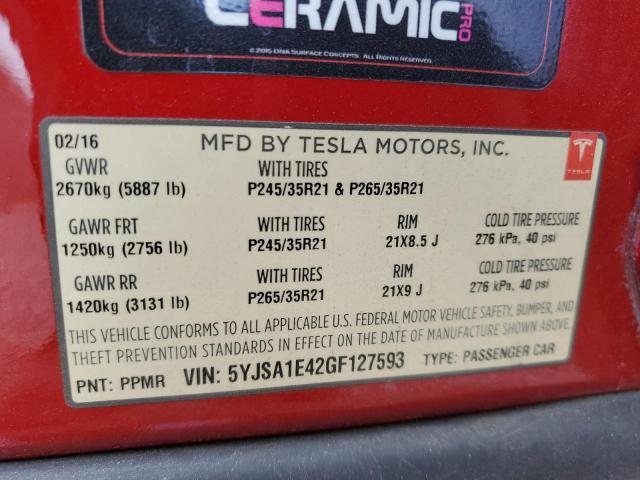 CERAMIC PRO
©2015 DNA SURFACE CONCEPTS. ALL RIGHTS RESERVED.
02/16 MFD BY TESLA MOTORS, INC.
GVWR WITH TIRES
TESLA
2670kg (5887 lb) P245/35R21 & P265/35R21
GAWR FRT WITH TIRES RIM COLD TIRE PRESSURE
1250kg (2756 lb) P245/35R21 21X8.5 J 276 kPa, 40 psi
GAWR RR WITH TIRES RIM COLD TIRE PRESSURE
1420kg (3131 lb) P265/35R21 21X9 J 276 kPa, 40 psi
THIS VEHICLE CONFORMS TO ALL APPLICABLE U.S. FEDERAL MOTOR VEHICLE SAFETY, BUMPER, AND
THEFT PREVENTION STANDARDS IN EFFECT ON THE DATE OF MANUFACTURE SHOWN ABOVE.
PNT: PPMR VIN: 5YJSA1E42GF127593 TYPE: PASSENGER CAR